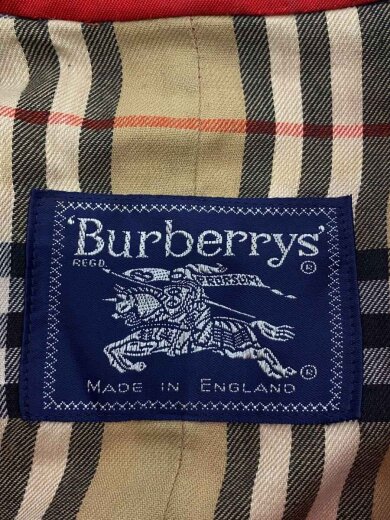 'Burberrys'
REGD.
PRORSUM
®
MADE IN ENGLAND
®